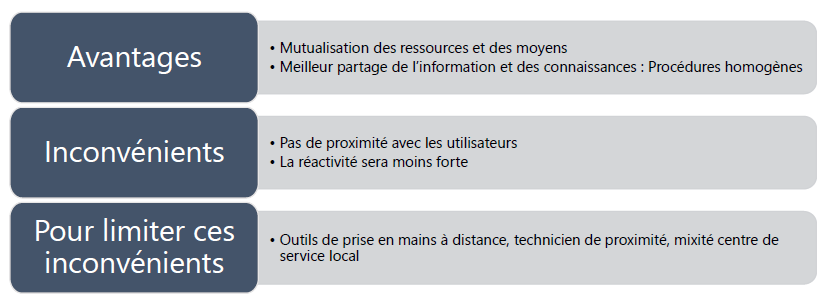 Avantages
• Mutualisation des ressources et des moyens
• Meilleur partage de l'information et des connaissances : Procédures homogènes
Inconvénients
• Pas de proximité avec les utilisateurs
• La réactivité sera moins forte
Pour limiter ces
inconvénients
• Outils de prise en mains à distance, technicien de proximité, mixité centre de
service local